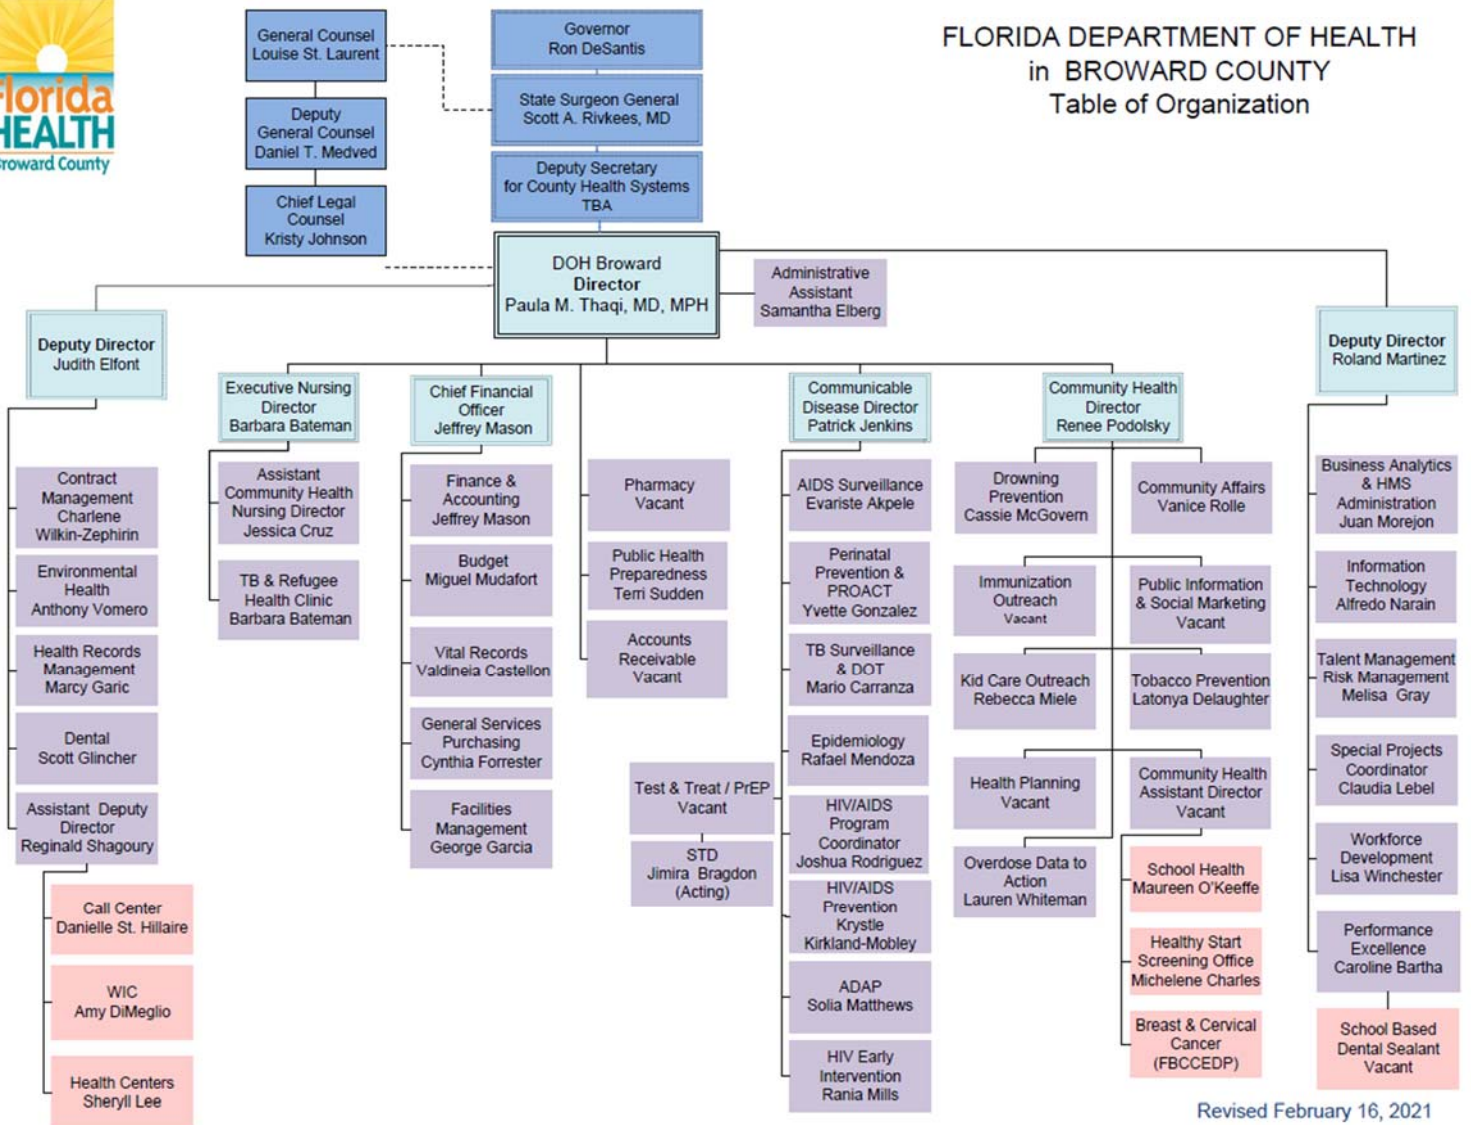 Florida
HEALTH
Broward County
General Counsel
Louise St. Laurent
Deputy
General Counsel
Daniel T. Medved
Chief Legal
Counsel
Kristy Johnson
Governor
Ron DeSantis
State Surgeon General
Scott A. Rivkees, MD
Deputy Secretary
for County Health Systems
TBA
FLORIDA DEPARTMENT OF HEALTH
in BROWARD COUNTY
Table of Organization
DOH Broward
Director
Paula M. Thaqi, MD, MPH
Administrative
Assistant
Samantha Elberg
Deputy Director
Judith Elfont
Contract
Management
Charlene
Wilkin-Zephirin
Environmental
Health
Anthony Vomero
Health Records
Management
Marcy Garic
Dental
Scott Glincher
Assistant Deputy
Director
Reginald Shagoury
Call Center
Danielle St. Hillaire
WIC
Amy DiMeglio
Health Centers
Sheryll Lee
Executive Nursing
Director
Barbara Bateman
Assistant
Community Health
Nursing Director
Jessica Cruz
TB & Refugee
Health Clinic
Barbara Bateman
Chief Financial
Officer
Jeffrey Mason
Finance &
Accounting
Jeffrey Mason
Budget
Miguel Mudafort
Vital Records
Valdineia Castellon
General Services
Purchasing
Cynthia Forrester
Facilities
Management
George Garcia
Pharmacy
Vacant
Public Health
Preparedness
Terri Sudden
Accounts
Receivable
Vacant
Communicable
Disease Director
Patrick Jenkins
AIDS Surveillance
Evariste Akpele
Perinatal
Prevention &
PROACT
Yvette Gonzalez
TB Surveillance
& DOT
Mario Carranza
Epidemiology
Rafael Mendoza
Test & Treat / PrEP
Vacant
STD
Jimira Bragdon
(Acting)
HIV/AIDS
Program
Coordinator
Joshua Rodriguez
HIV/AIDS
Prevention
Krystle
Kirkland-Mobley
ADAP
Solia Matthews
HIV Early
Intervention
Rania Mills
Community Health
Director
Renee Podolsky
Drowning
Prevention
Cassie McGovern
Community Affairs
Vanice Rolle
Immunization
Outreach
Vacant
Public Information
& Social Marketing
Vacant
Kid Care Outreach
Rebecca Miele
Tobacco Prevention
Latonya Delaughter
Health Planning
Vacant
Community Health
Assistant Director
Vacant
Overdose Data to
Action
Lauren Whiteman
School Health
Maureen O'Keeffe
Healthy Start
Screening Office
Michelene Charles
Breast & Cervical
Cancer
(FBCCEDP)
Deputy Director
Roland Martinez
Business Analytics
& HMS
Administration
Juan Morejon
Information
Technology
Alfredo Narain
Talent Management
Risk Management
Melisa Gray
Special Projects
Coordinator
Claudia Lebel
Workforce
Development
Lisa Winchester
Performance
Excellence
Caroline Bartha
School Based
Dental Sealant
Vacant
Revised February 16, 2021